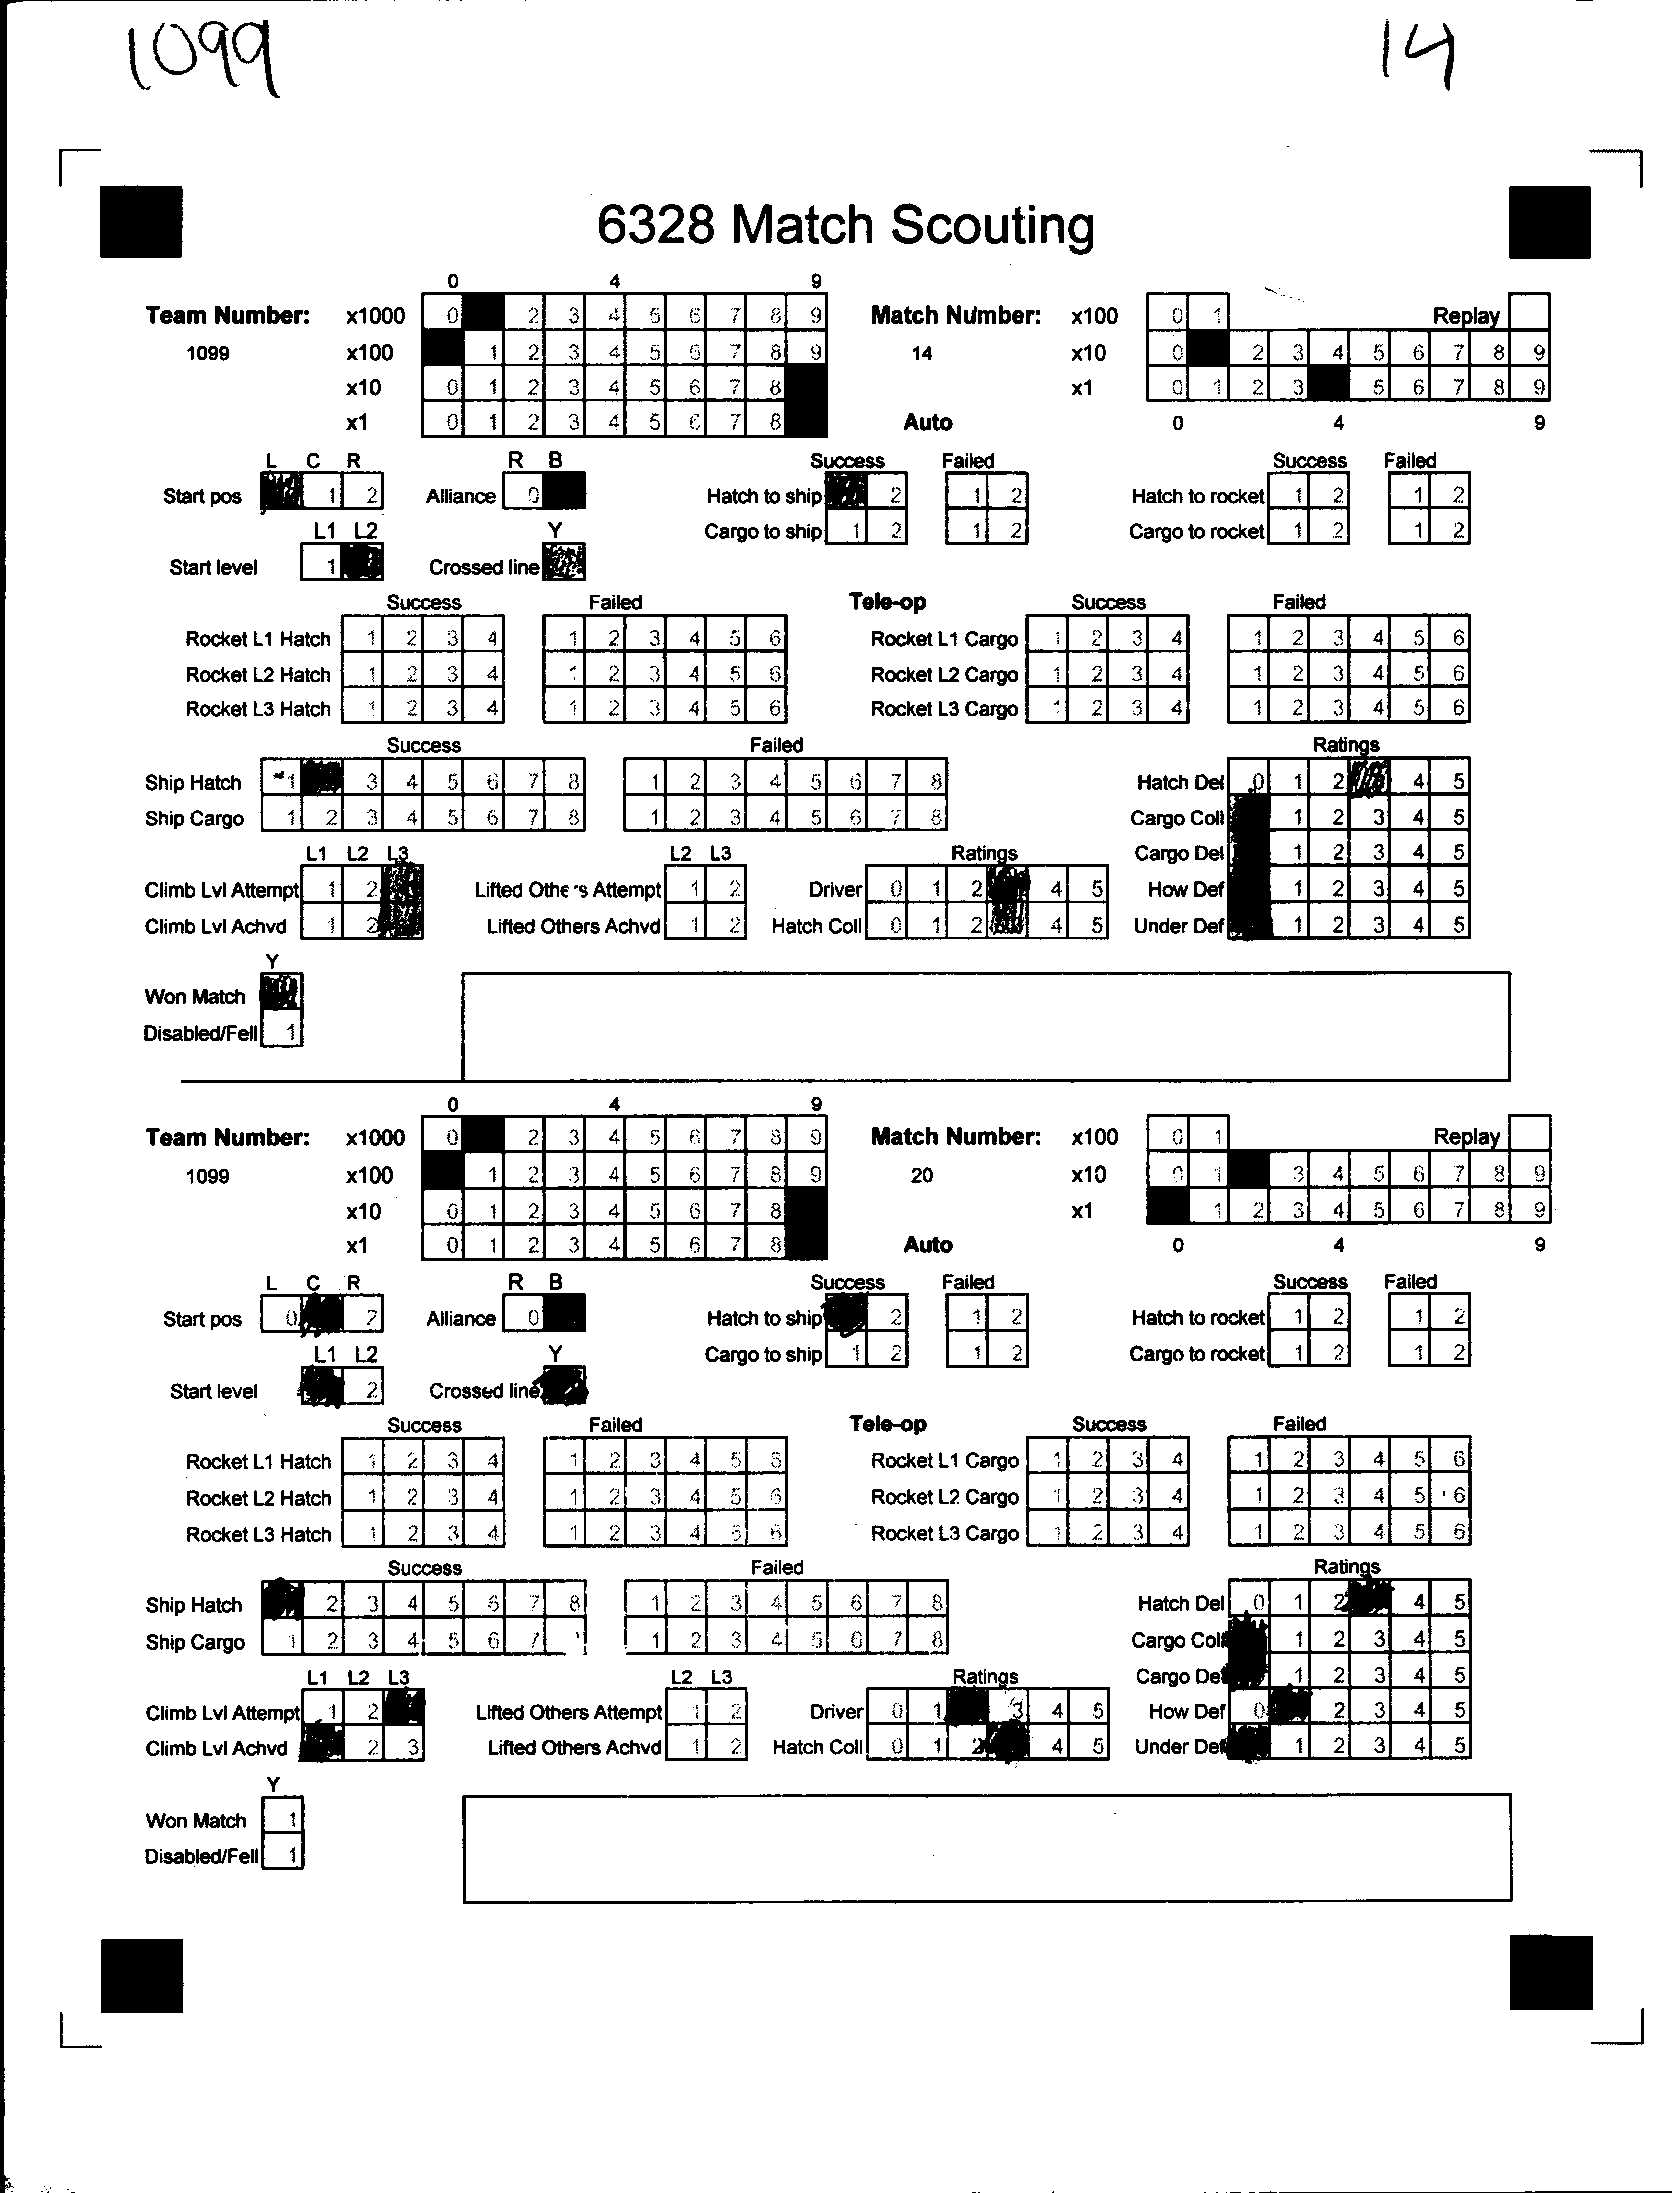 1099 14
6328 Match Scouting
0 4 9
Team Number: x1000 0 2 3 4 5 6 7 8 9 Match Number: x100 0 1 Replay
1099 x100 1 2 3 4 5 6 7 8 9 14 x10 0 2 3 4 5 6 7 8 9
x10 0 1 2 3 4 5 6 7 8 x1 0 1 2 3 5 6 7 8 9
x1 0 1 2 3 4 5 6 7 8 Auto 0 4 9
L C R R B Success Failed Success Failed
Start pos 1 2 Alliance 0 Hatch to ship 2 1 2 Hatch to rocket 1 2 1 2
L1 L2 Y Cargo to ship 1 2 1 2 Cargo to rocket 1 2 1 2
Start level 1 Crossed line
Success Failed Tele-op Success Failed
Rocket L1 Hatch 1 2 3 4 1 2 3 4 5 6 Rocket L1 Cargo 1 2 3 4 1 2 3 4 5 6
Rocket L2 Hatch 1 2 3 4 1 2 3 4 5 6 Rocket L2 Cargo 1 2 3 4 1 2 3 4 5 6
Rocket L3 Hatch 1 2 3 4 1 2 3 4 5 6 Rocket L3 Cargo 1 2 3 4 1 2 3 4 5 6
Success Failed Ratings
Ship Hatch 1 3 4 5 6 7 8 1 2 3 4 5 6 7 8 Hatch Del 0 1 2 4 5
Ship Cargo 1 2 3 4 5 6 7 8 1 2 3 4 5 6 7 8 Cargo Coll 1 2 3 4 5
L1 L2 L3 L2 L3 Ratings Cargo Del 1 2 3 4 5
Climb Lvl Attempt 1 2 Lifted Others Attempt 1 2 Driver 0 1 2 4 5 How Def 1 2 3 4 5
Climb Lvl Achvd 1 2 Lifted Others Achvd 1 2 Hatch Coll 0 1 2 4 5 Under Def 1 2 3 4 5
Y
Won Match
Disabled/Fell 1
0 4 9
Team Number: x1000 0 2 3 4 5 6 7 8 9 Match Number: x100 0 1 Replay
1099 x100 1 2 3 4 5 6 7 8 9 20 x10 0 1 3 4 5 6 7 8 9
x10 0 1 2 3 4 5 6 7 8 x1 1 2 3 4 5 6 7 8 9
x1 0 1 2 3 4 5 6 7 8 Auto 0 4 9
L C R R B Success Failed Success Failed
Start pos 0 2 Alliance 0 Hatch to ship 2 1 2 Hatch to rocket 1 2 1 2
L1 L2 Y Cargo to ship 1 2 1 2 Cargo to rocket 1 2 1 2
Start level 2 Crossed line
Success Failed Tele-op Success Failed
Rocket L1 Hatch 1 2 3 4 1 2 3 4 5 6 Rocket L1 Cargo 1 2 3 4 1 2 3 4 5 6
Rocket L2 Hatch 1 2 3 4 1 2 3 4 5 6 Rocket L2 Cargo 1 2 3 4 1 2 3 4 5 6
Rocket L3 Hatch 1 2 3 4 1 2 3 4 5 6 Rocket L3 Cargo 1 2 3 4 1 2 3 4 5 6
Success Failed Ratings
Ship Hatch 2 3 4 5 6 7 8 1 2 3 4 5 6 7 8 Hatch Del 0 1 2 4 5
Ship Cargo 1 2 3 4 5 6 7 1 2 3 4 5 6 7 8 Cargo Coll 1 2 3 4 5
L1 L2 L3 L2 L3 Ratings Cargo Del 1 2 3 4 5
Climb Lvl Attempt 1 2 Lifted Others Attempt 1 2 Driver 0 1 3 4 5 How Def 0 2 3 4 5
Climb Lvl Achvd 2 3 Lifted Others Achvd 1 2 Hatch Coll 0 1 2 4 5 Under Def 1 2 3 4 5
Y
Won Match 1
Disabled/Fell 1